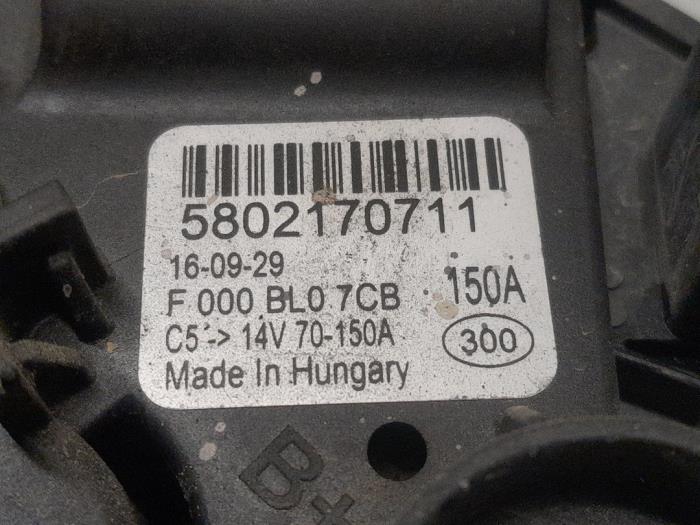 5802170711
16-09-29
F 000 BL0 7CB 150A
C5 -> 14V 70-150A 300
Made In Hungary
B+